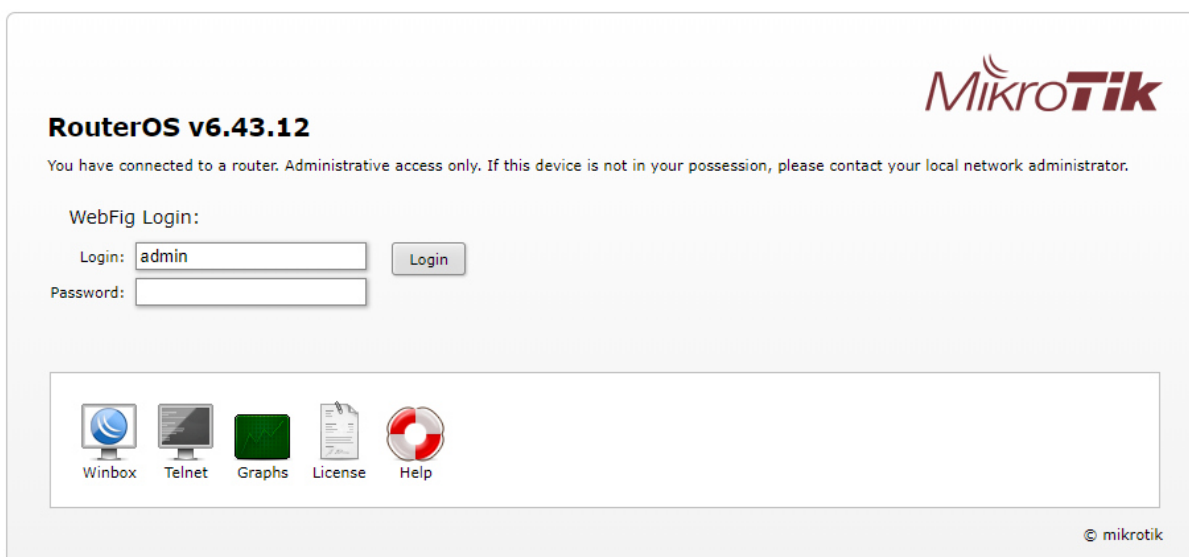 MikroTik
RouterOS v6.43.12
You have connected to a router. Administrative access only. If this device is not in your possession, please contact your local network administrator.
WebFig Login:
Login: admin Login
Password:
Winbox Telnet Graphs License Help
© mikrotik